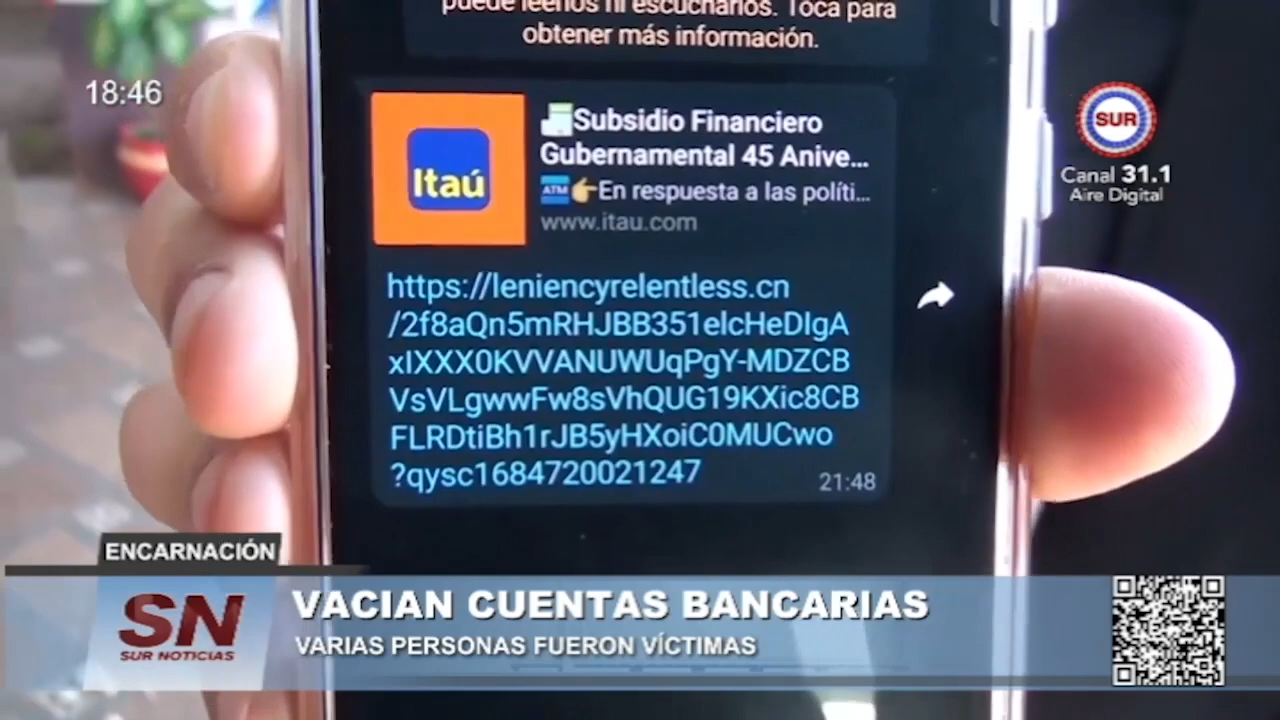 puede leerlos ni escucharlos. Toca para
obtener más información.
18:46
Itaú
Subsidio Financiero
Gubernamental 45 Anive...
ATM
En respuesta a las políti...
www.itau.com
https://leniencyrelentless.cn
/2f8aQn5mRHJBB351elcHeDIgA
xIXXX0KVVANUWUqPgY-MDZCB
VsVLgwwFw8sVhQUG19KXic8CB
FLRDtiBh1rJB5yHXoiC0MUCwo
?qysc1684720021247
21:48
SUR
Canal 31.1
Aire Digital
ENCARNACIÓN
SN
SUR NOTICIAS
VACIAN CUENTAS BANCARIAS
VARIAS PERSONAS FUERON VÍCTIMAS